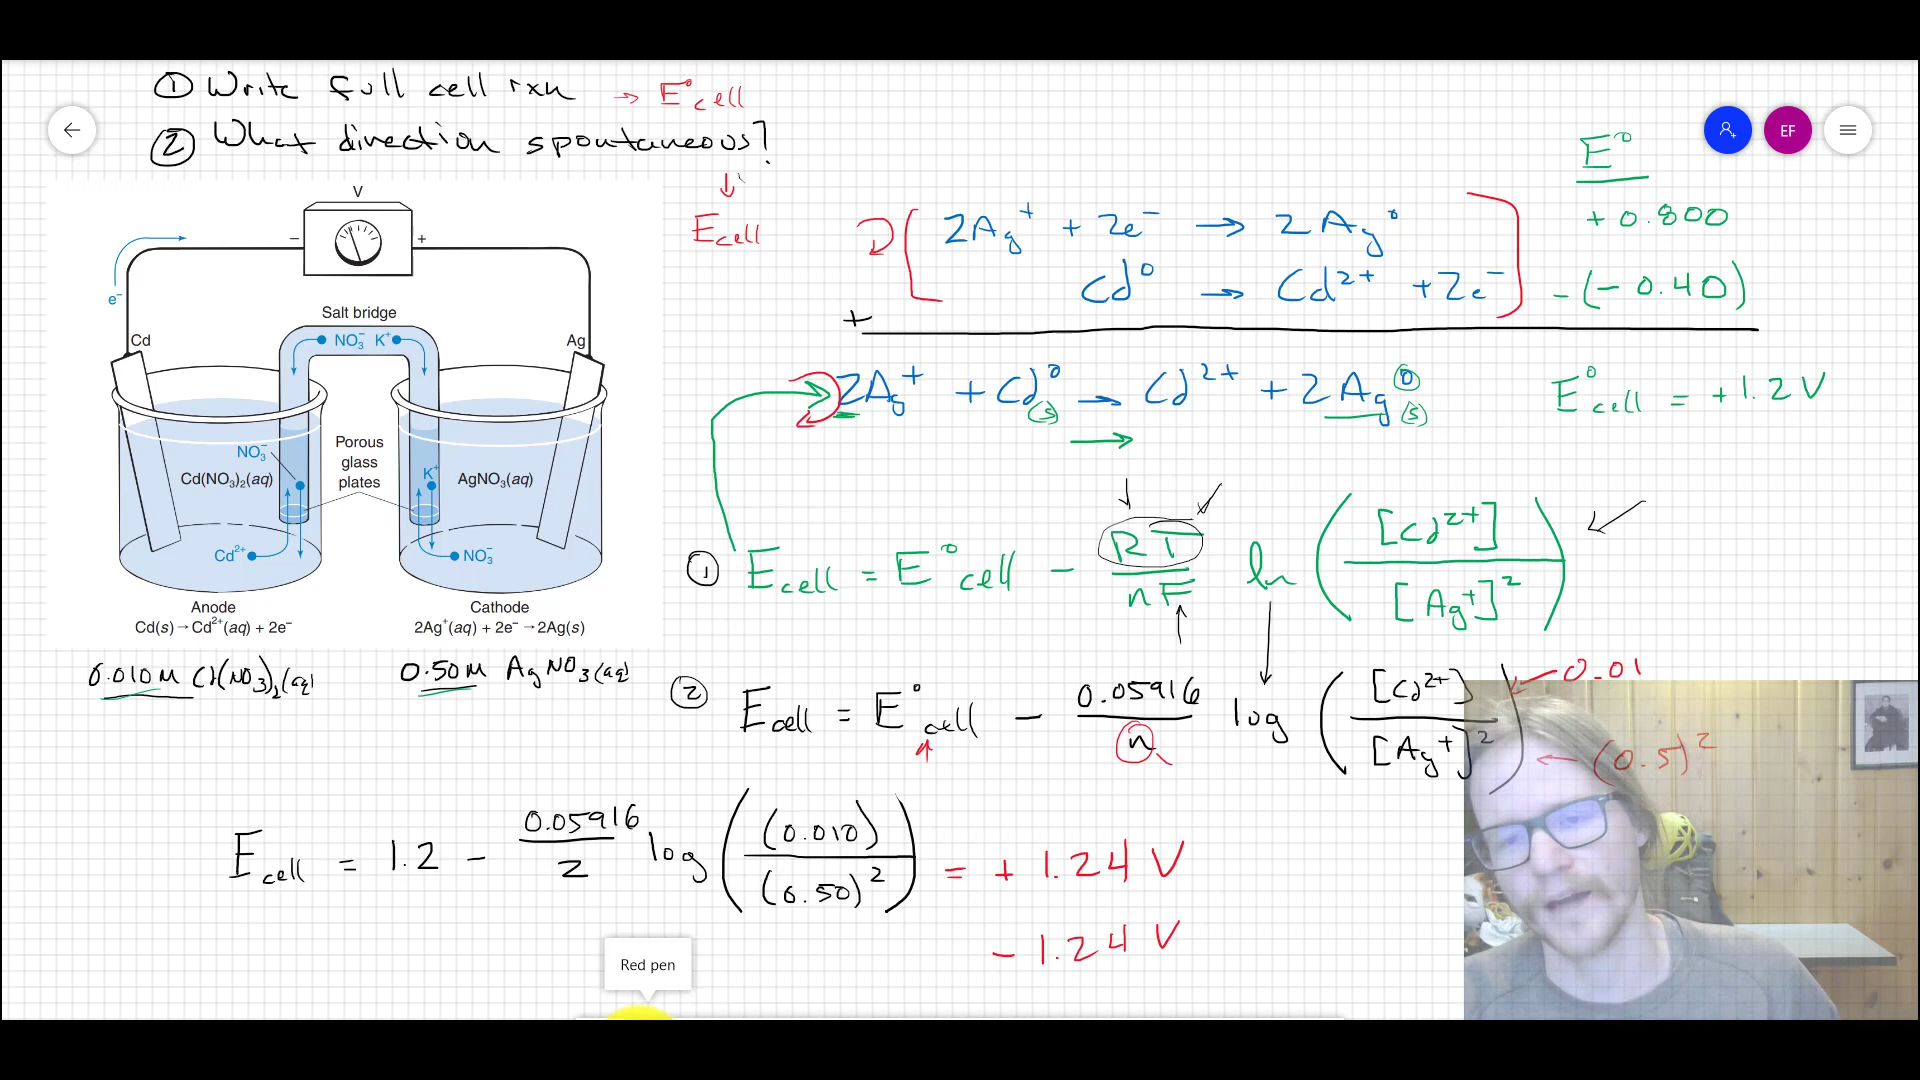 ① Write full cell rxn → E°cell
② What direction spontaneous?
↓
Ecell
EF
E°
2Ag⁺ + 2e⁻ → 2Ag°
+ 0.800
Cd° → Cd²⁺ + 2e⁻
- (- 0.40)
+
2Ag⁺ + Cd°(s) → Cd²⁺ + 2Ag°(s)
E°cell = + 1.2 V
V
−
+
e⁻
Salt bridge
NO₃⁻ K⁺
Cd
Ag
Porous
glass
plates
NO₃⁻
Cd(NO₃)₂(aq)
K⁺
AgNO₃(aq)
Cd²⁺
NO₃⁻
Anode
Cd(s) → Cd²⁺(aq) + 2e⁻
Cathode
2Ag⁺(aq) + 2e⁻ → 2Ag(s)
0.010 M Cd(NO₃)₂(aq)
0.50 M AgNO₃(aq)
① Ecell = E°cell - RT/nF ln ([Cd²⁺]/[Ag⁺]²)
② Ecell = E°cell - 0.05916/n log ([Cd²⁺]/[Ag⁺]²)
← 0.01
← (0.5)²
Ecell = 1.2 - 0.05916/2 log ((0.010)/(0.50)²) = + 1.24 V
- 1.24 V
Red pen